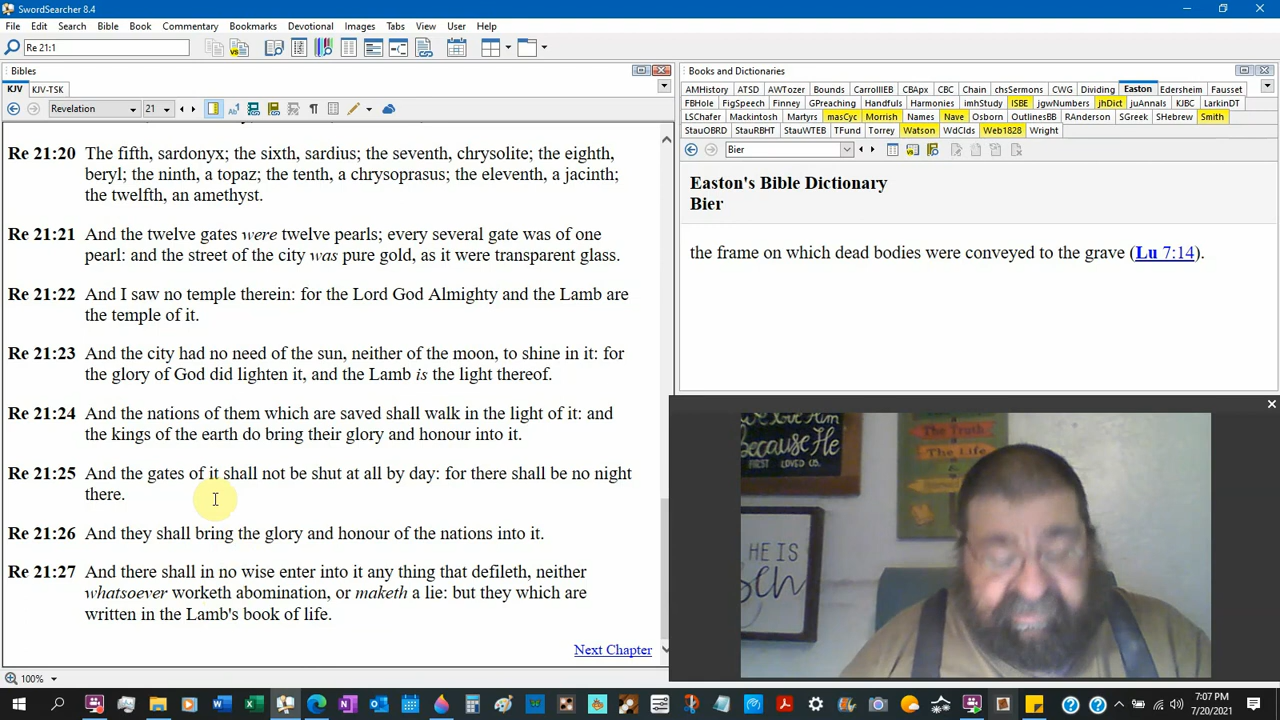 SwordSearcher 8.4
File Edit Search Bible Book Commentary Bookmarks Devotional Images Tabs View User Help
Re 21:1
Bibles
KJV KJV-TSK
Revelation 21
Re 21:20 The fifth, sardonyx; the sixth, sardius; the seventh, chrysolite; the eighth,
beryl; the ninth, a topaz; the tenth, a chrysoprasus; the eleventh, a jacinth;
the twelfth, an amethyst.
Re 21:21 And the twelve gates were twelve pearls; every several gate was of one
pearl: and the street of the city was pure gold, as it were transparent glass.
Re 21:22 And I saw no temple therein: for the Lord God Almighty and the Lamb are
the temple of it.
Re 21:23 And the city had no need of the sun, neither of the moon, to shine in it: for
the glory of God did lighten it, and the Lamb is the light thereof.
Re 21:24 And the nations of them which are saved shall walk in the light of it: and
the kings of the earth do bring their glory and honour into it.
Re 21:25 And the gates of it shall not be shut at all by day: for there shall be no night
there.
Re 21:26 And they shall bring the glory and honour of the nations into it.
Re 21:27 And there shall in no wise enter into it any thing that defileth, neither
whatsoever worketh abomination, or maketh a lie: but they which are
written in the Lamb's book of life.
Next Chapter
100%
Books and Dictionaries
AMHistory ATSD AWTozer Bounds CarrollIEB CBApx CBC Chain chsSermons CWG Dividing Easton Edersheim Fausset
FBHole FigSpeech Finney GPreaching Handfuls Harmonies imhStudy ISBE jgwNumbers jhDict juAnnals KJBC LarkinDT
LSChafer Mackintosh Martyrs masCyc Morrish Names Nave Osborn OutlinesBB RAnderson SGreek SHebrew Smith
StauOBRD StauRBHT StauWTEB TFund Torrey Watson WdClds Web1828 Wright
Bier
Easton's Bible Dictionary
Bier
the frame on which dead bodies were conveyed to the grave (Lu 7:14).
because He
FIRST LOVED US.
The Truth
The Life
HE IS
7:07 PM
7/20/2021